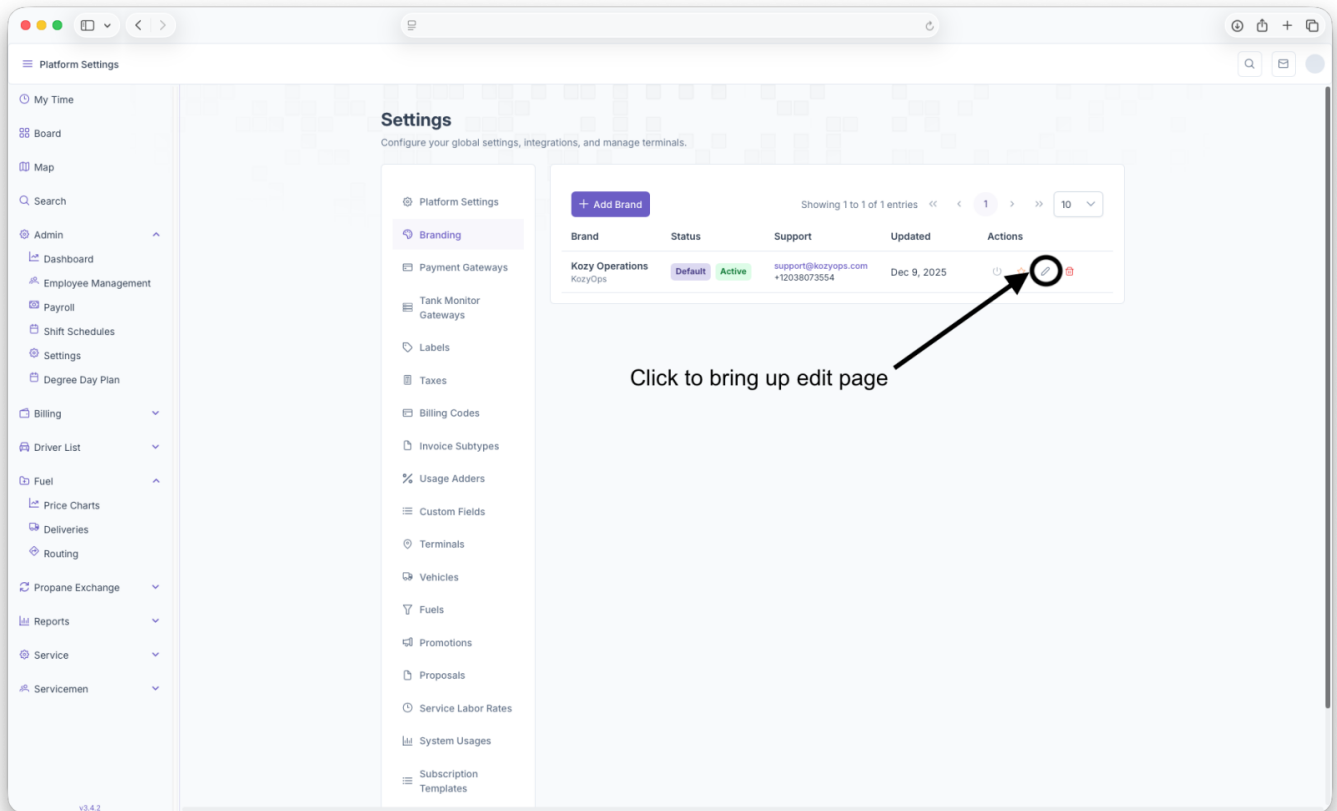 Platform Settings
My Time
Board
Map
Search
Admin
Dashboard
Employee Management
Payroll
Shift Schedules
Settings
Degree Day Plan
Billing
Driver List
Fuel
Price Charts
Deliveries
Routing
Propane Exchange
Reports
Service
Servicemen
v3.4.2
Settings
Configure your global settings, integrations, and manage terminals.
Platform Settings
Branding
Payment Gateways
Tank Monitor
Gateways
Labels
Taxes
Billing Codes
Invoice Subtypes
Usage Adders
Custom Fields
Terminals
Vehicles
Fuels
Promotions
Proposals
Service Labor Rates
System Usages
Subscription
Templates
+ Add Brand
Showing 1 to 1 of 1 entries << < 1 > >> 10
Brand Status Support Updated Actions
Kozy Operations Default Active support@kozyops.com Dec 9, 2025
KozyOps +12038073554
Click to bring up edit page